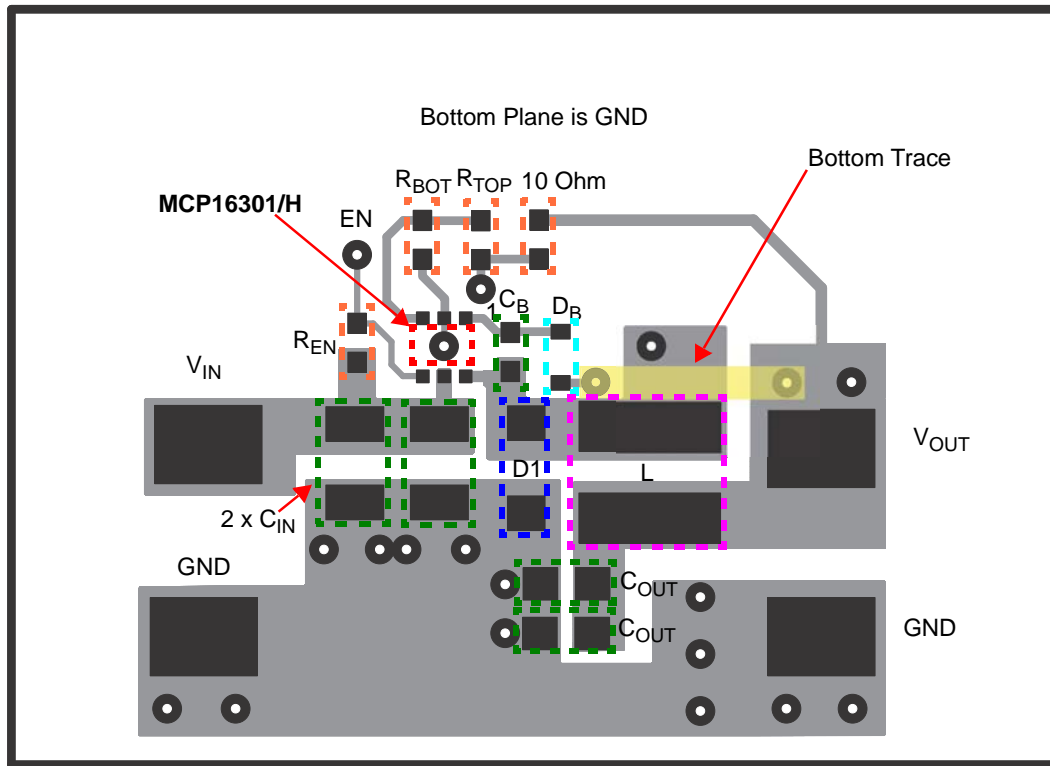 Bottom Plane is GND
Bottom Trace
RBOT RTOP 10 Ohm
MCP16301/H
EN
1 CB DB
REN
VIN
VOUT
D1 L
2 x CIN
GND
COUT
COUT
GND